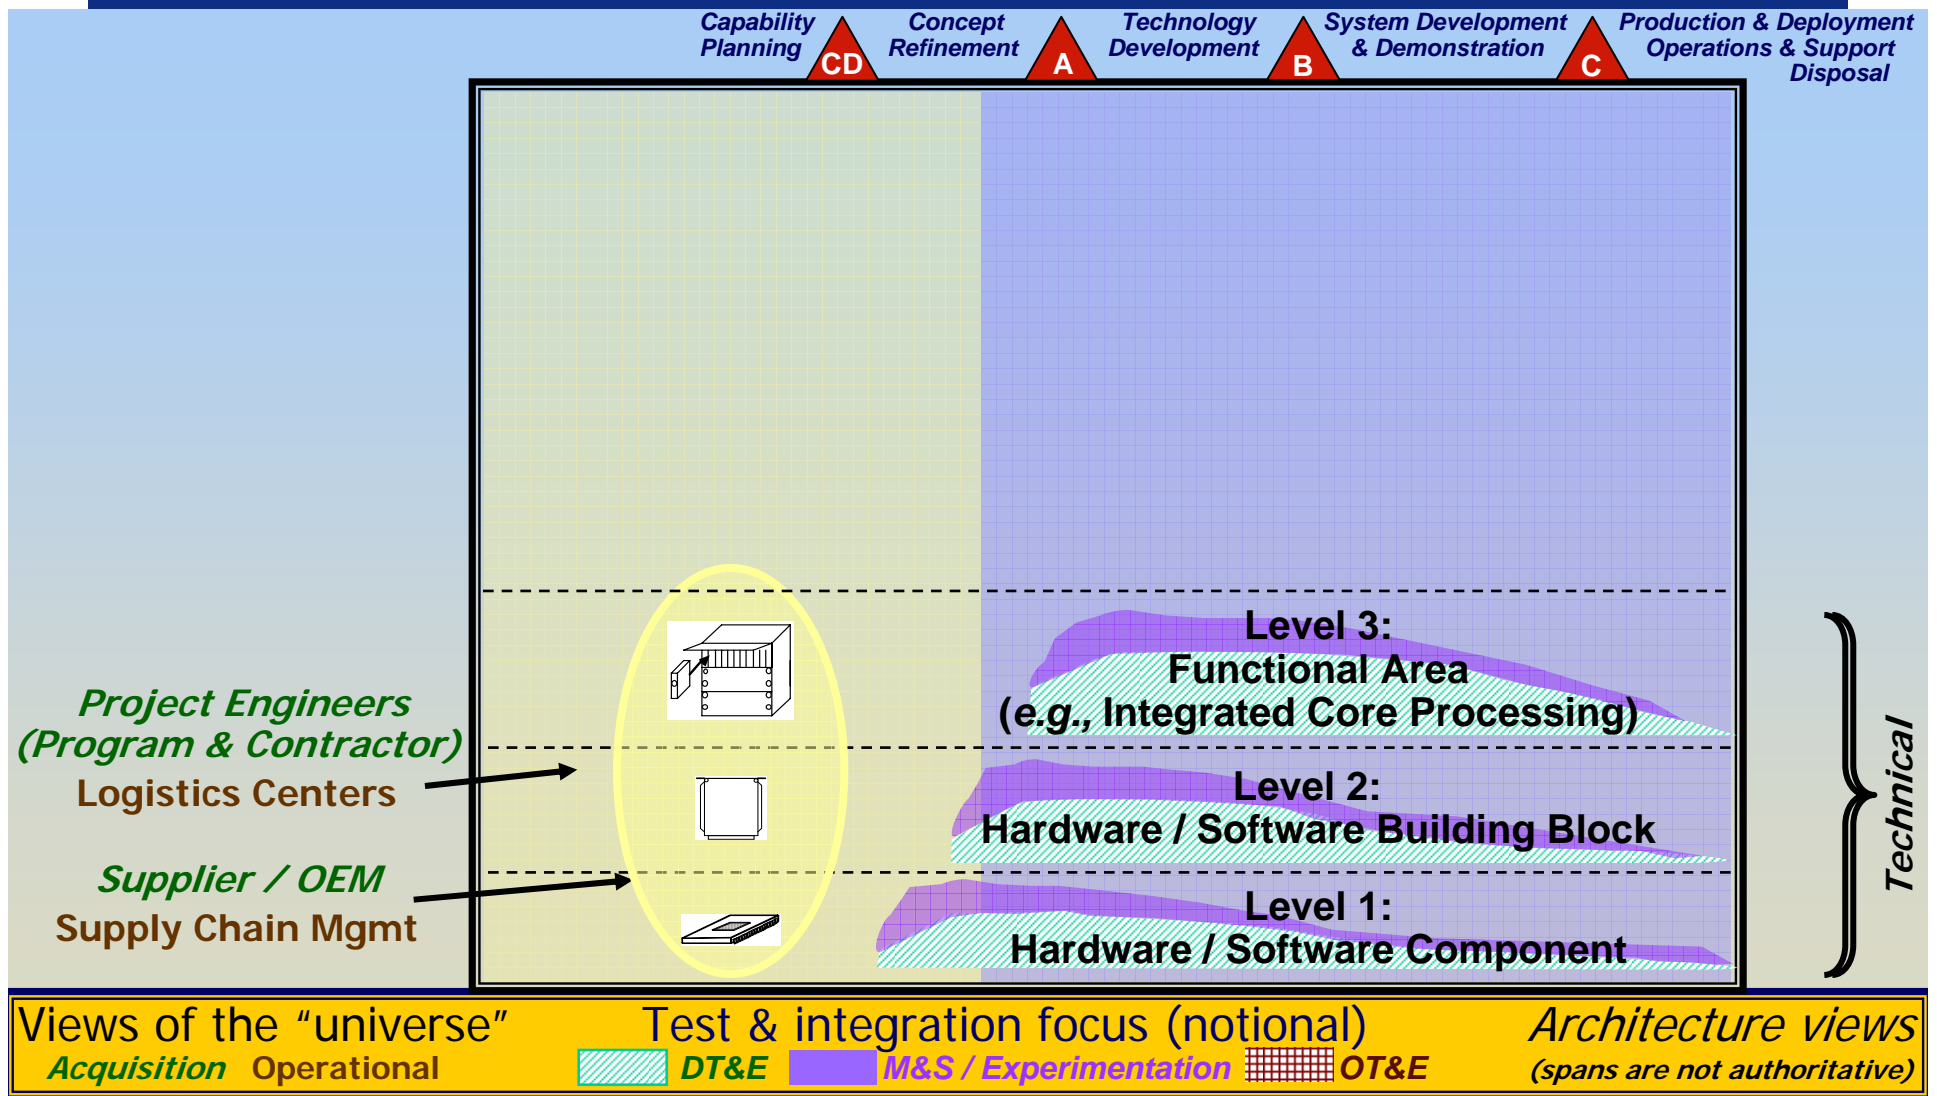 Capability
Planning
CD
Concept
Refinement
A
Technology
Development
B
System Development
& Demonstration
C
Production & Deployment
Operations & Support
Disposal
Level 3:
Functional Area
(e.g., Integrated Core Processing)
Project Engineers
(Program & Contractor)
Logistics Centers
Level 2:
Hardware / Software Building Block
Supplier / OEM
Supply Chain Mgmt
Level 1:
Hardware / Software Component
Technical
Views of the “universe”
Acquisition Operational
Test & integration focus (notional)
DT&E M&S / Experimentation OT&E
Architecture views
(spans are not authoritative)